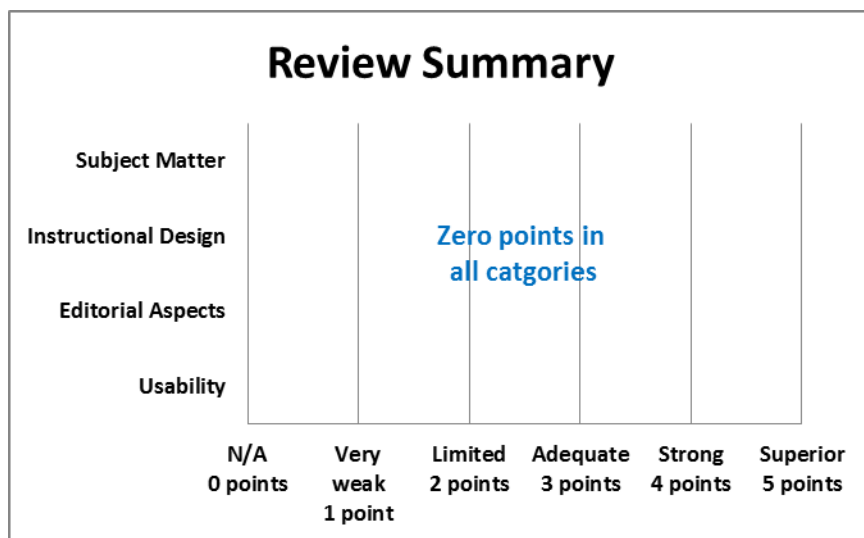 Review Summary
Subject Matter
Instructional Design
Zero points in
all catgories
Editorial Aspects
Usability
N/A
0 points
Very
weak
1 point
Limited
2 points
Adequate
3 points
Strong
4 points
Superior
5 points